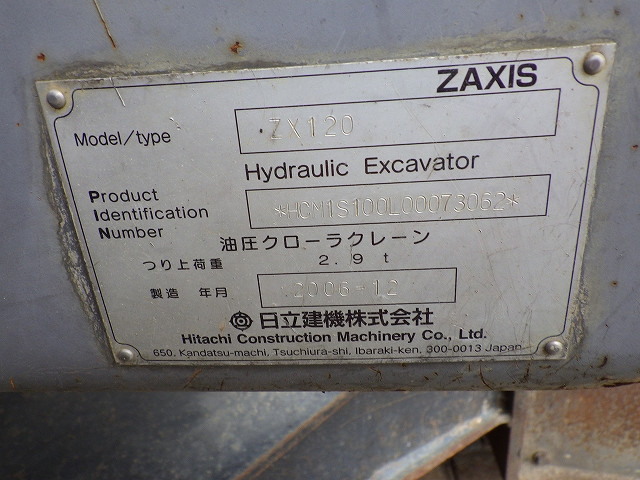 ZAXIS
Model/type ZX120
Hydraulic Excavator
Product
Identification
Number
*HCM1S100L00073062*
油圧クローラクレーン
つり上荷重 2.9t
製造 年月 2006-12
日立建機株式会社
Hitachi Construction Machinery Co., Ltd.
650, Kandatsu-machi, Tsuchiura-shi, Ibaraki-ken, 300-0013 Japan